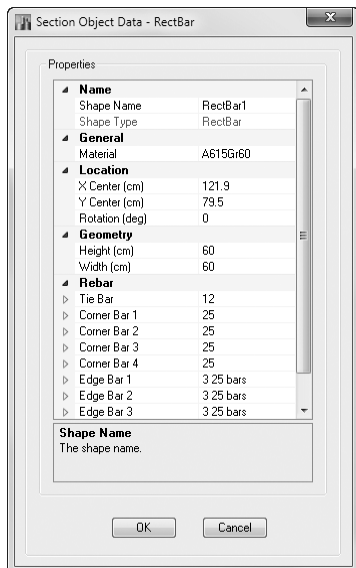 Section Object Data - RectBar
Properties
Name
Shape Name RectBar1
Shape Type RectBar
General
Material A615Gr60
Location
X Center (cm) 121.9
Y Center (cm) 79.5
Rotation (deg) 0
Geometry
Height (cm) 60
Width (cm) 60
Rebar
Tie Bar 12
Corner Bar 1 25
Corner Bar 2 25
Corner Bar 3 25
Corner Bar 4 25
Edge Bar 1 3 25 bars
Edge Bar 2 3 25 bars
Edge Bar 3 3 25 bars
Shape Name
The shape name.
OK Cancel